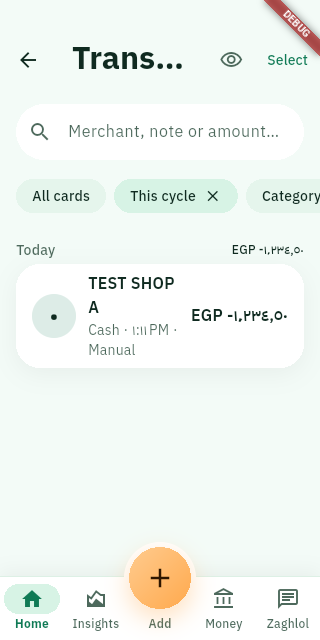 DEBUG
Trans...
Select
Merchant, note or amount...
All cards
This cycle
Category
Today
EGP -١,٢٣٤,٥٠
TEST SHOP
A
EGP -١,٢٣٤,٥٠
Cash · ١:١١ PM ·
Manual
Home
Insights
Add
Money
Zaghlol